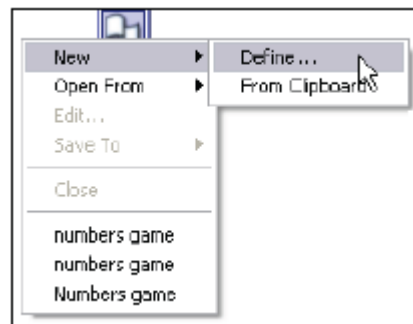 New
Define...
Open From
From Clipboard
Edit...
Save To
Close
numbers game
numbers game
Numbers game